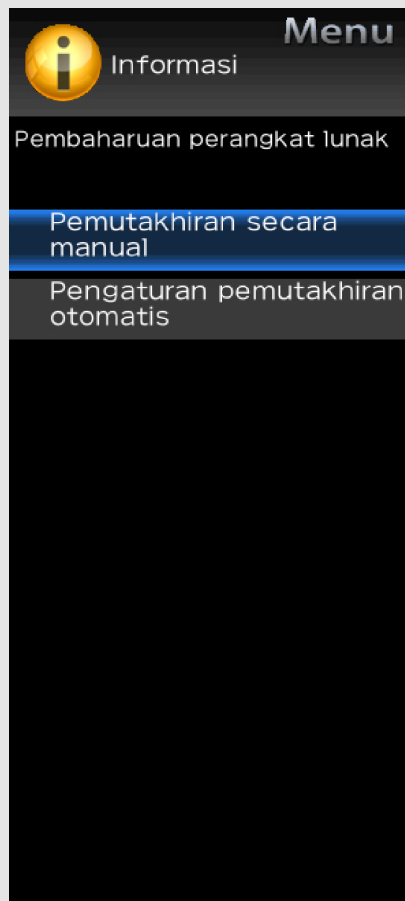 Menu
Informasi
Pembaharuan perangkat lunak
Pemutakhiran secara
manual
Pengaturan pemutakhiran
otomatis